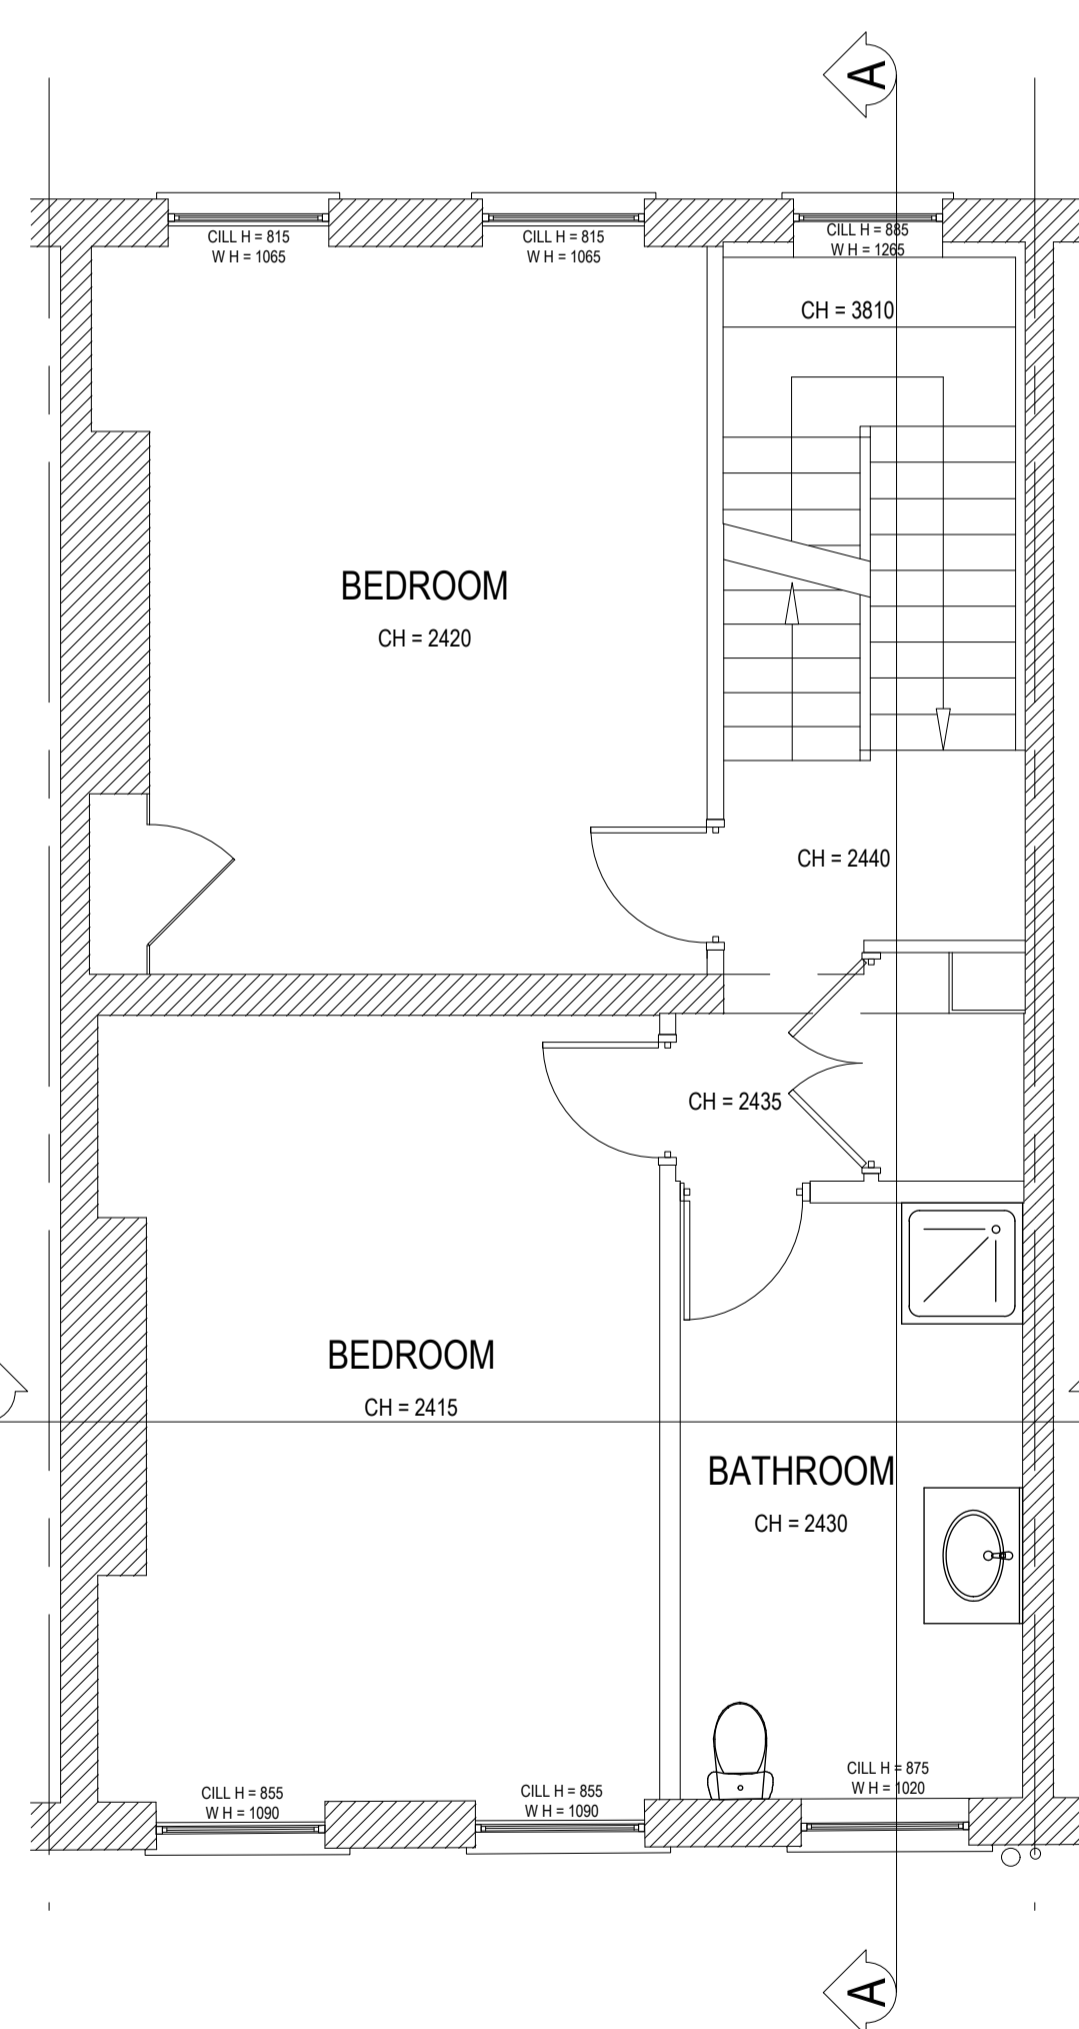 A
CILL H = 815
W H = 1065
CILL H = 815
W H = 1065
CILL H = 885
W H = 1265
CH = 3810
BEDROOM
CH = 2420
CH = 2440
CH = 2435
BEDROOM
CH = 2415
BATHROOM
CH = 2430
CILL H = 855
W H = 1090
CILL H = 855
W H = 1090
CILL H = 875
W H = 1020
A